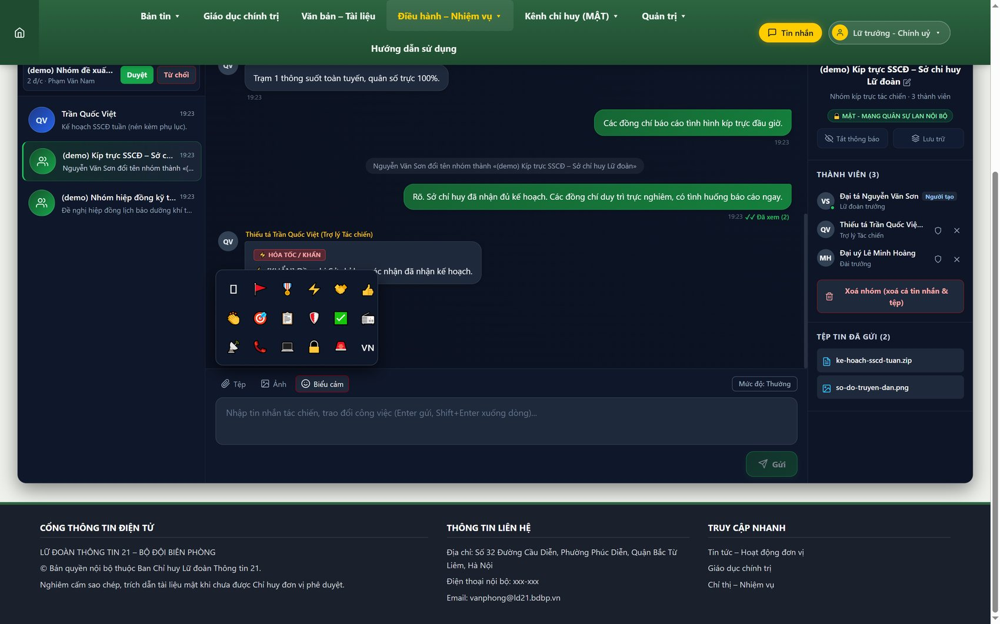 Bản tin
Giáo dục chính trị
Văn bản – Tài liệu
Điều hành – Nhiệm vụ
Kênh chỉ huy (MẬT)
Quản trị
Hướng dẫn sử dụng
Tin nhắn
Lữ trưởng - Chính uỷ
(demo) Nhóm đề xuấ...
2 đ/c · Phạm Văn Nam
Duyệt
Từ chối
QV
Trần Quốc Việt
19:23
Kế hoạch SSCĐ tuần (nén kèm phụ lục).
(demo) Kíp trực SSCĐ – Sở c...
19:23
Nguyễn Văn Sơn đổi tên nhóm thành «(...
(demo) Nhóm hiệp đồng kỹ t...
19:23
Đề nghị hiệp đồng lịch bảo dưỡng khí t...
QV
Trạm 1 thông suốt toàn tuyến, quân số trực 100%.
19:23
Các đồng chí báo cáo tình hình kíp trực đầu giờ.
19:23
Nguyễn Văn Sơn đổi tên nhóm thành «(demo) Kíp trực SSCĐ – Sở chỉ huy Lữ đoàn»
Rõ. Sở chỉ huy đã nhận đủ kế hoạch. Các đồng chí duy trì trực nghiêm, có tình huống báo cáo ngay.
19:23 ✓✓ Đã xem (2)
QV
Thiếu tá Trần Quốc Việt (Trợ lý Tác chiến)
⚡ HỎA TỐC / KHẨN
ác nhận đã nhận kế hoạch.
VN
Tệp
Ảnh
Biểu cảm
Mức độ: Thường
Nhập tin nhắn tác chiến, trao đổi công việc (Enter gửi, Shift+Enter xuống dòng)...
Gửi
(demo) Kíp trực SSCĐ – Sở chỉ huy
Lữ đoàn
Nhóm kíp trực tác chiến · 3 thành viên
🔒 MẬT - MẠNG QUÂN SỰ LAN NỘI BỘ
Tắt thông báo
Lưu trữ
THÀNH VIÊN (3)
VS
Đại tá Nguyễn Văn Sơn
Người tạo
Lữ đoàn trưởng
QV
Thiếu tá Trần Quốc Việ...
Trợ lý Tác chiến
MH
Đại uý Lê Minh Hoàng
Đài trưởng
Xoá nhóm (xoá cả tin nhắn &
tệp)
TỆP TIN ĐÃ GỬI (2)
ke-hoach-sscd-tuan.zip
so-do-truyen-dan.png
CỔNG THÔNG TIN ĐIỆN TỬ
LỮ ĐOÀN THÔNG TIN 21 – BỘ ĐỘI BIÊN PHÒNG
© Bản quyền nội bộ thuộc Ban Chỉ huy Lữ đoàn Thông tin 21.
Nghiêm cấm sao chép, trích dẫn tài liệu mật khi chưa được Chỉ huy đơn vị phê duyệt.
THÔNG TIN LIÊN HỆ
Địa chỉ: Số 32 Đường Cầu Diễn, Phường Phúc Diễn, Quận Bắc Từ
Liêm, Hà Nội
Điện thoại nội bộ: xxx-xxx
Email: vanphong@ld21.bdbp.vn
TRUY CẬP NHANH
Tin tức – Hoạt động đơn vị
Giáo dục chính trị
Chỉ thị – Nhiệm vụ